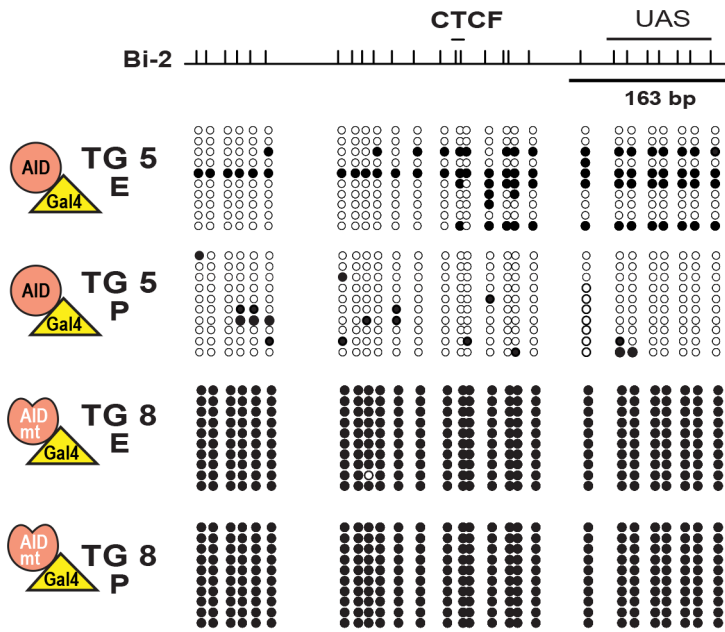 CTCF
UAS
Bi-2
163 bp
AID
Gal4
TG 5
E
AID
Gal4
TG 5
P
AID
mt
Gal4
TG 8
E
AID
mt
Gal4
TG 8
P